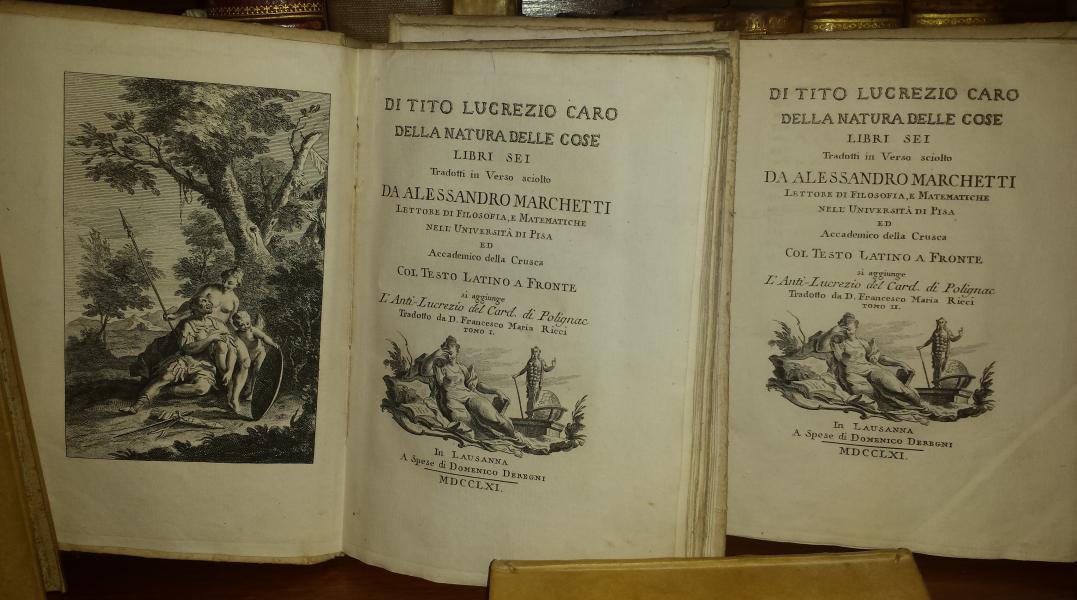 DI TITO LUCREZIO CARO
DELLA NATURA DELLE COSE
LIBRI SEI
Tradotti in Verso sciolto
DA ALESSANDRO MARCHETTI
LETTORE DI FILOSOFIA, E MATEMATICHE
NELL' UNIVERSITÀ DI PISA
ED
Accademico della Crusca
COL TESTO LATINO A FRONTE
si aggiunge
L'Anti-Lucrezio del Card. di Polignac
Tradotto da D. Francesco Maria Ricci
TOMO I.
In LAUSANNA
A Spese di DOMENICO DEREGNI
MDCCLXI.
DI TITO LUCREZIO CARO
DELLA NATURA DELLE COSE
LIBRI SEI
Tradotti in Verso sciolto
DA ALESSANDRO MARCHETTI
LETTORE DI FILOSOFIA, E MATEMATICHE
NELL' UNIVERSITÀ DI PISA
ED
Accademico della Crusca
COL TESTO LATINO A FRONTE
si aggiunge
L'Anti-Lucrezio del Card. di Polignac
Tradotto da D. Francesco Maria Ricci
TOMO II.
In LAUSANNA
A Spese di DOMENICO DEREGNI
MDCCLXI.